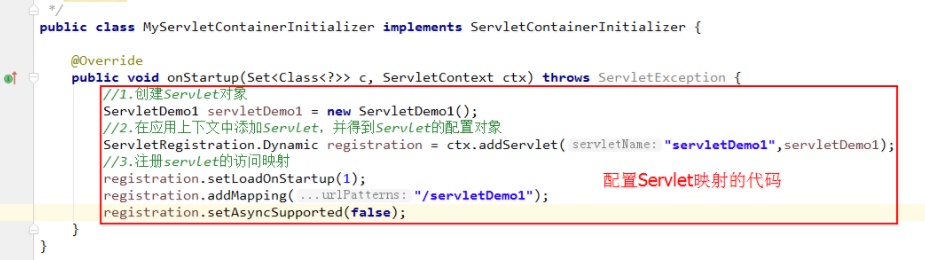 */
public class MyServletContainerInitializer implements ServletContainerInitializer {
@Override
public void onStartup(Set<Class<?>> c, ServletContext ctx) throws ServletException {
//1.创建Servlet对象
ServletDemo1 servletDemo1 = new ServletDemo1();
//2.在应用上下文中添加Servlet，并得到Servlet的配置对象
ServletRegistration.Dynamic registration = ctx.addServlet( servletName: "servletDemo1",servletDemo1);
//3.注册servlet的访问映射
registration.setLoadOnStartup(1);
registration.addMapping( ...urlPatterns: "/servletDemo1");
配置Servlet映射的代码
registration.setAsyncSupported(false);
}
}